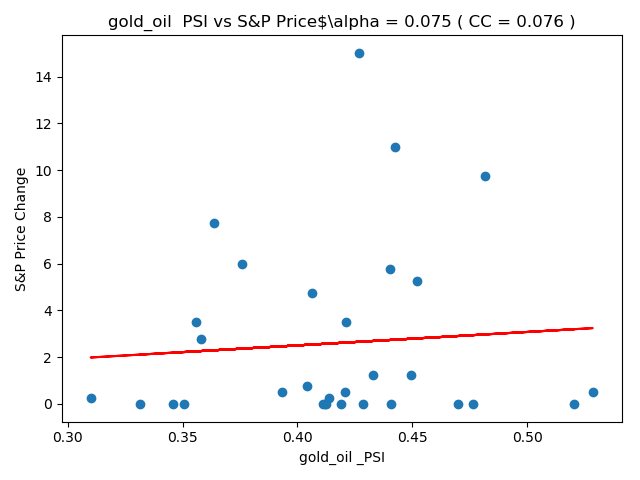 gold_oil  PSI vs S&P Price$\alpha = 0.075 ( CC = 0.076 )
S&P Price Change
14
12
10
8
6
4
2
0
0.30 0.35 0.40 0.45 0.50
gold_oil _PSI